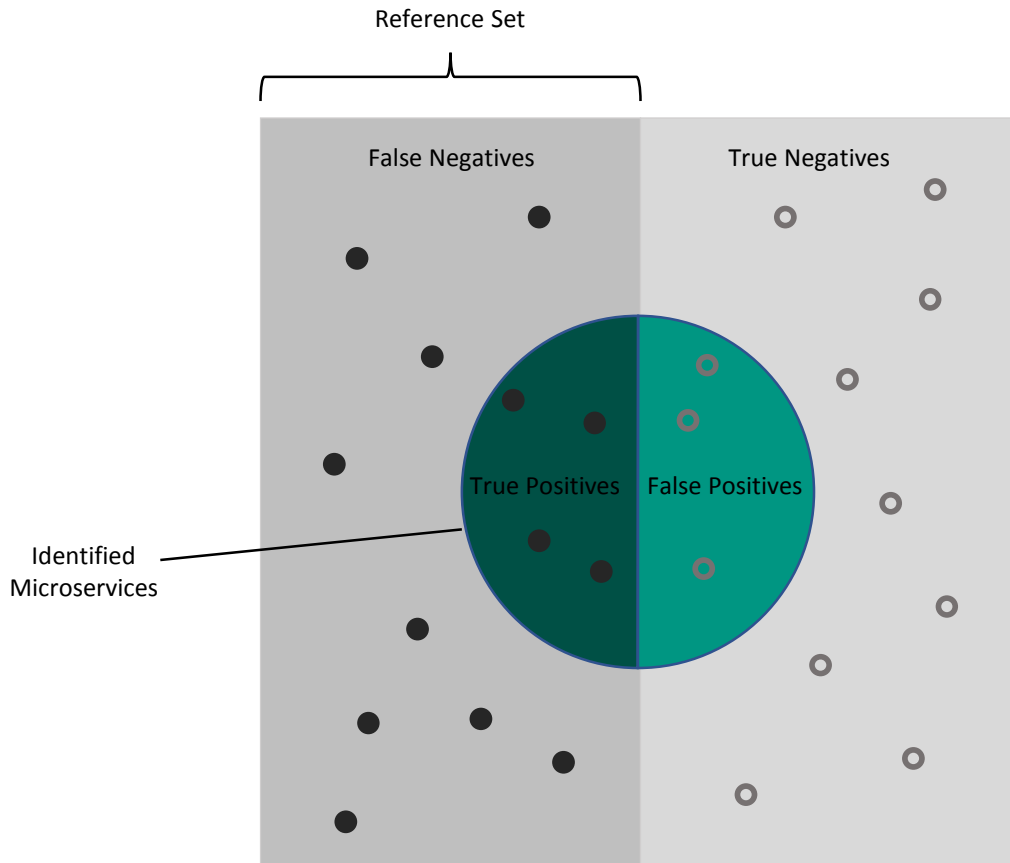 Reference Set
False Negatives
True Negatives
True Positives
False Positives
Identified
Microservices